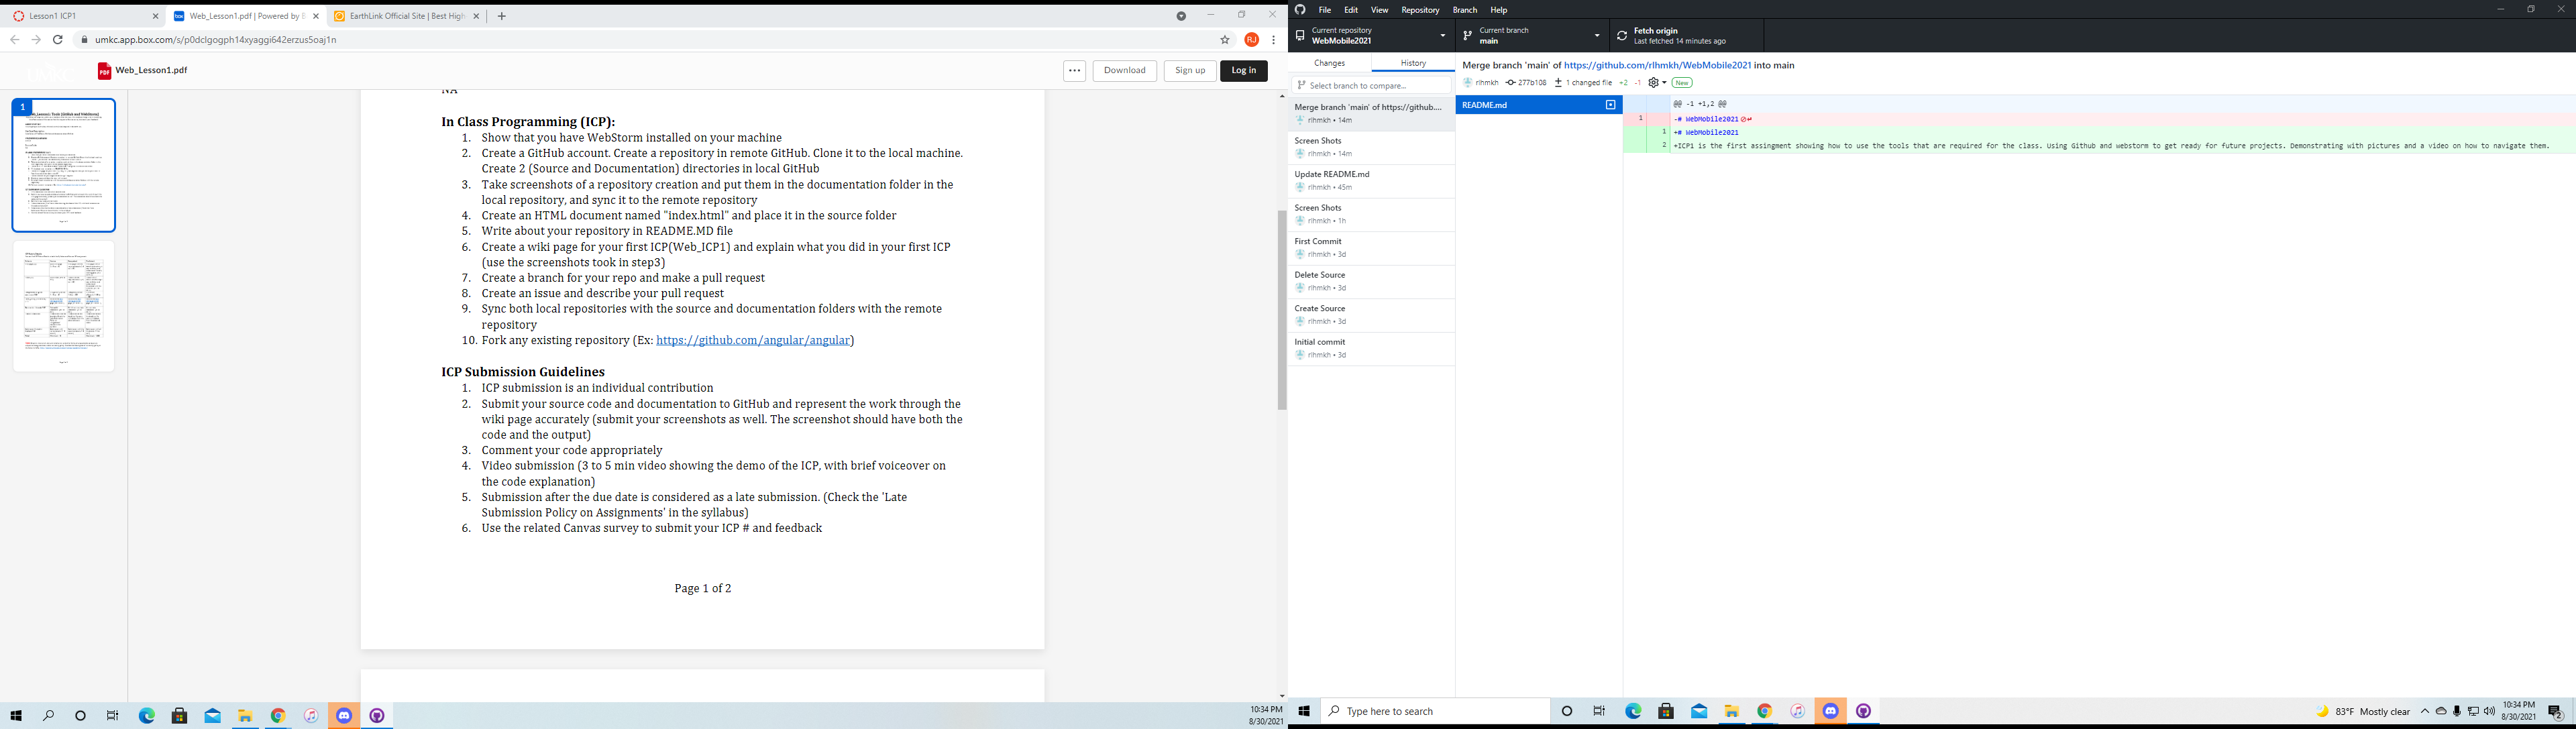 Lesson1 ICP1
Web_Lesson1.pdf | Powered by B
EarthLink Official Site | Best High
umkc.app.box.com/s/p0dclgogph14xyaggi642erzus5oaj1n
RJ
PDF
Web_Lesson1.pdf
Download
Sign up
Log in
1
NA
In Class Programming (ICP):
1. Show that you have WebStorm installed on your machine
2. Create a GitHub account. Create a repository in remote GitHub. Clone it to the local machine.
Create 2 (Source and Documentation) directories in local GitHub
3. Take screenshots of a repository creation and put them in the documentation folder in the
local repository, and sync it to the remote repository
4. Create an HTML document named "index.html" and place it in the source folder
5. Write about your repository in README.MD file
6. Create a wiki page for your first ICP(Web_ICP1) and explain what you did in your first ICP
(use the screenshots took in step3)
7. Create a branch for your repo and make a pull request
8. Create an issue and describe your pull request
9. Sync both local repositories with the source and documentation folders with the remote
repository
10. Fork any existing repository (Ex: https://github.com/angular/angular)
ICP Submission Guidelines
1. ICP submission is an individual contribution
2. Submit your source code and documentation to GitHub and represent the work through the
wiki page accurately (submit your screenshots as well. The screenshot should have both the
code and the output)
3. Comment your code appropriately
4. Video submission (3 to 5 min video showing the demo of the ICP, with brief voiceover on
the code explanation)
5. Submission after the due date is considered as a late submission. (Check the 'Late
Submission Policy on Assignments' in the syllabus)
6. Use the related Canvas survey to submit your ICP # and feedback
Page 1 of 2
10:34 PM
8/30/2021
File Edit View Repository Branch Help
Current repository
WebMobile2021
Current branch
main
Fetch origin
Last fetched 14 minutes ago
Changes
History
Select branch to compare...
Merge branch 'main' of https://github....
rlhmkh • 14m
Screen Shots
rlhmkh • 14m
Update README.md
rlhmkh • 45m
Screen Shots
rlhmkh • 1h
First Commit
rlhmkh • 3d
Delete Source
rlhmkh • 3d
Create Source
rlhmkh • 3d
Initial commit
rlhmkh • 3d
Merge branch 'main' of https://github.com/rlhmkh/WebMobile2021 into main
rlhmkh 277b108 1 changed file +2 -1 New
README.md
@@ -1 +1,2 @@
1 -# WebMobile2021
1 +# WebMobile2021
2 +ICP1 is the first assingment showing how to use the tools that are required for the class. Using Github and webstorm to get ready for future projects. Demonstrating with pictures and a video on how to navigate them.
Type here to search
83°F Mostly clear
10:34 PM
8/30/2021
2